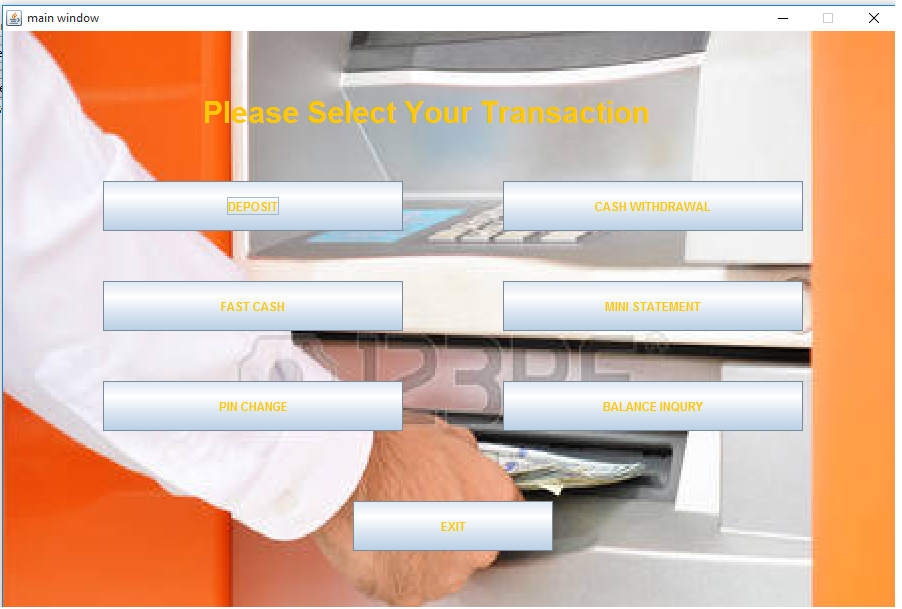 main window
Please Select Your Transaction
DEPOSIT
CASH WITHDRAWAL
FAST CASH
MINI STATEMENT
PIN CHANGE
BALANCE INQURY
EXIT